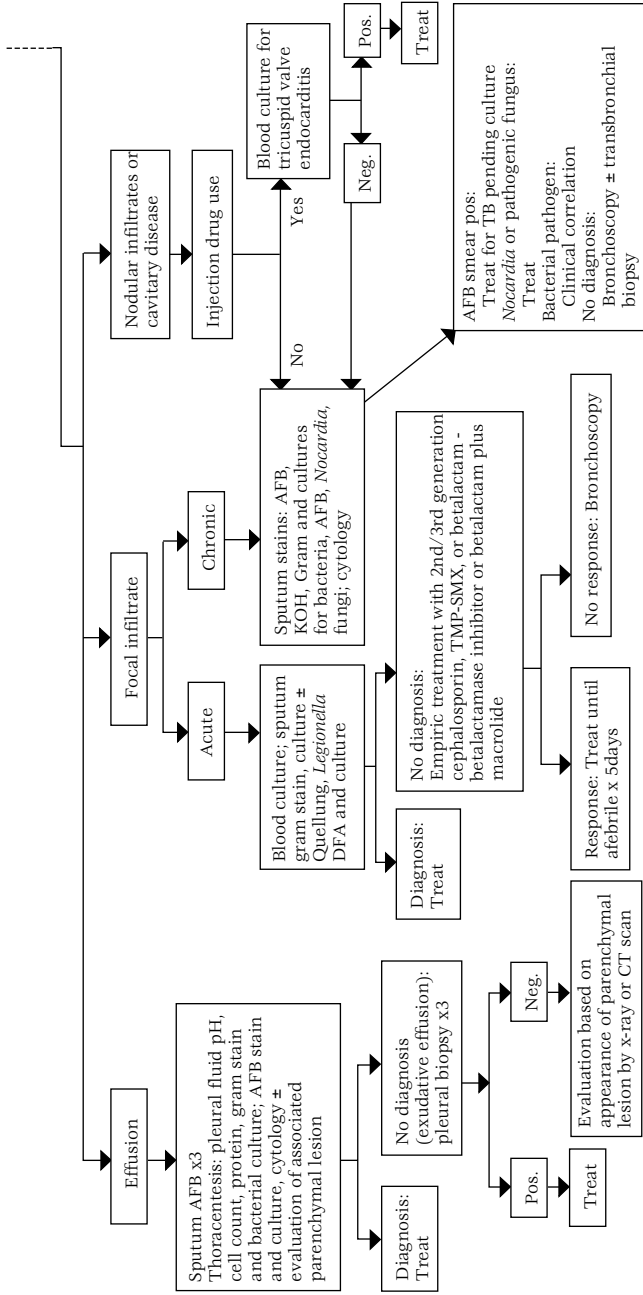 Effusion
Sputum AFB x3
Thoracentesis: pleural fluid pH,
cell count, protein, gram stain
and bacterial culture; AFB stain
and culture, cytology ±
evaluation of associated
parenchymal lesion
Diagnosis:
Treat
No diagnosis
(exudative effusion):
pleural biopsy x3
Pos.
Treat
Neg.
Evaluation based on
appearance of parenchymal
lesion by x-ray or CT scan
Focal infiltrate
Acute
Blood culture; sputum
gram stain, culture ±
Quellung, Legionella
DFA and culture
Diagnosis:
Treat
No diagnosis:
Empiric treatment with 2nd/3rd generation
cephalosporin, TMP-SMX, or betalactam -
betalactamase inhibitor or betalactam plus
macrolide
Response: Treat until
afebrile x 5days
No response: Bronchoscopy
Chronic
Sputum stains: AFB,
KOH, Gram and cultures
for bacteria, AFB, Nocardia,
fungi; cytology
Nodular infiltrates or
cavitary disease
Injection drug use
No
Yes
Blood culture for
tricuspid valve
endocarditis
Neg.
Pos.
Treat
AFB smear pos:
Treat for TB pending culture
Nocardia or pathogenic fungus:
Treat
Bacterial pathogen:
Clinical correlation
No diagnosis:
Bronchoscopy ± transbronchial
biopsy